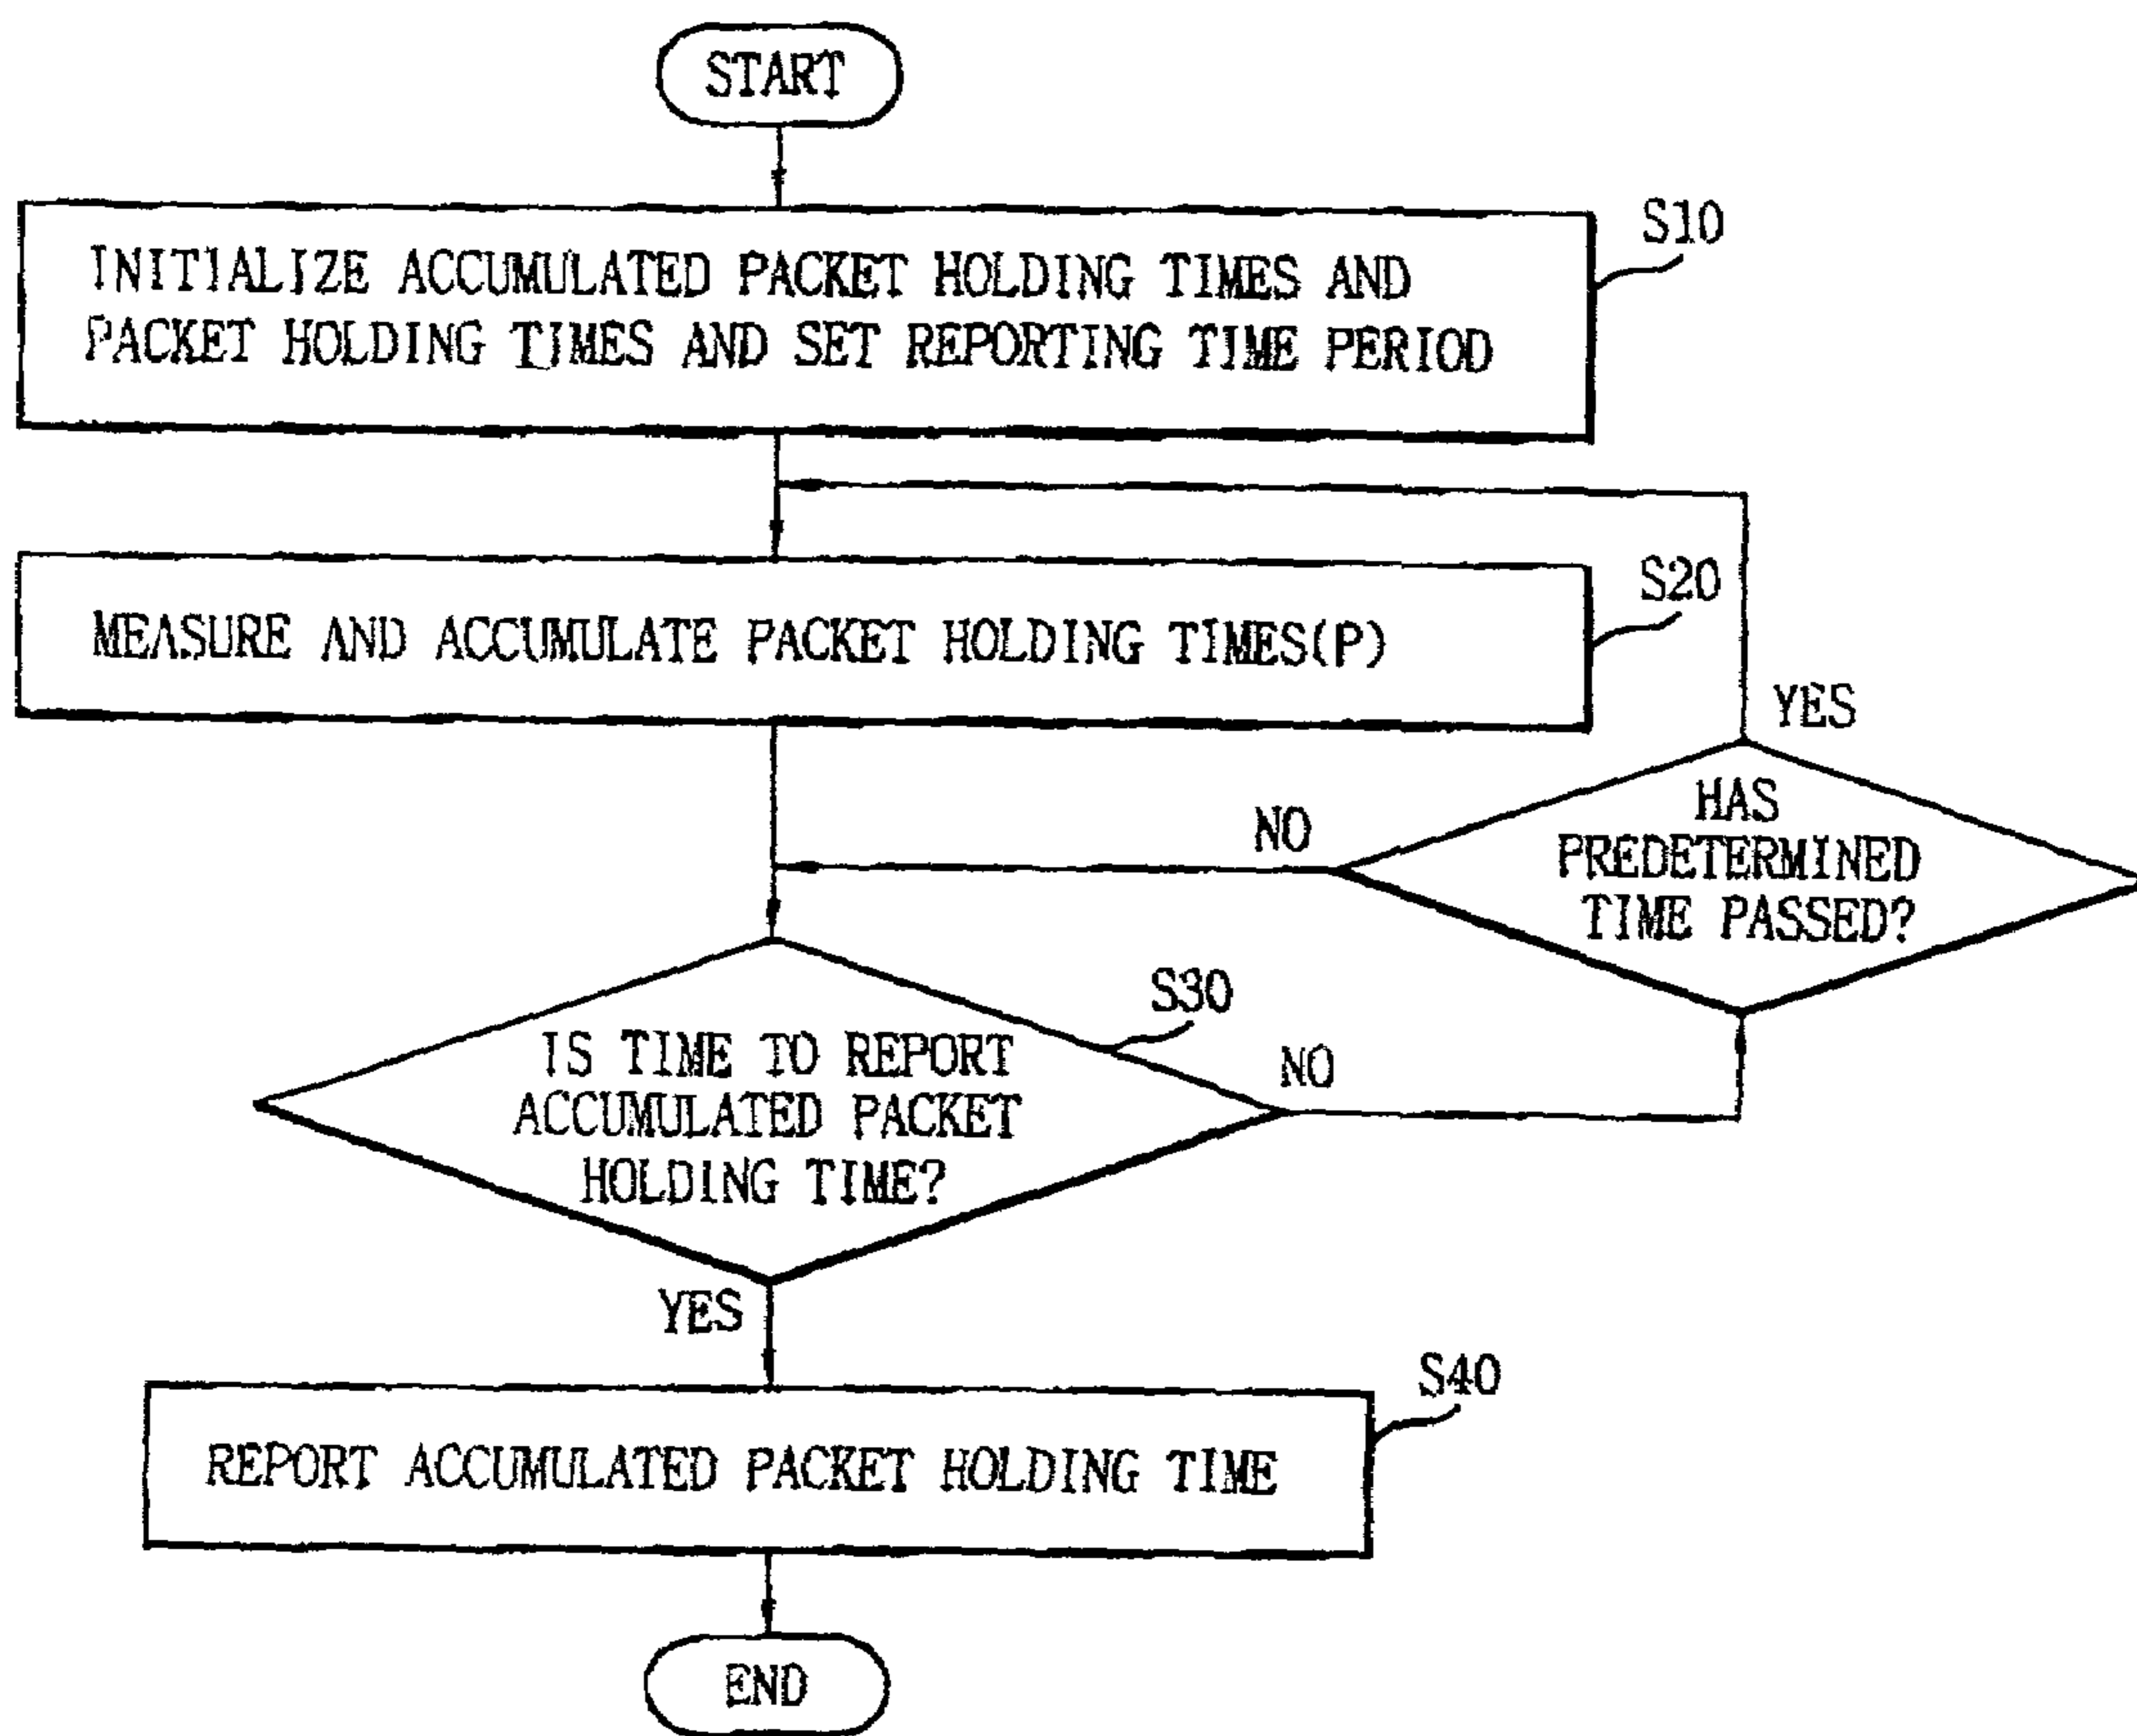 START
S10
INITIALIZE ACCUMULATED PACKET HOLDING TIMES AND
PACKET HOLDING TIMES AND SET REPORTING TIME PERIOD
S20
MEASURE AND ACCUMULATE PACKET HOLDING TIMES(P)
YES
HAS
PREDETERMINED
TIME PASSED?
NO
S30
IS TIME TO REPORT
ACCUMULATED PACKET
HOLDING TIME?
NO
YES
S40
REPORT ACCUMULATED PACKET HOLDING TIME
END